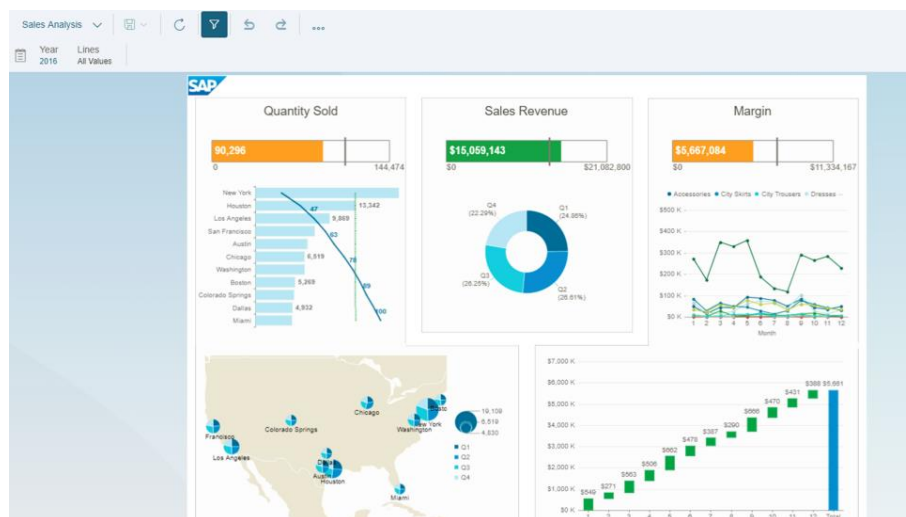 Sales Analysis
Year Lines
2016 All Values
SAP
Quantity Sold
90,296
0 144,474
New York
Houston 47 13,342
Los Angeles 9,869
San Francisco 63
Austin
Chicago 6,519 78
Washington
Boston 5,269 89
Colorado Springs
Dallas 4,932 100
Miami
Sales Revenue
$15,059,143
$0 $21,082,800
Q4
(22.29%)
Q1
(24.86%)
Q3
(26.25%)
Q2
(26.61%)
Margin
$5,667,084
$0 $11,334,167
Accessories City Skirts City Trousers Dresses
$500 K
$400 K
$300 K
$200 K
$100 K
$0 K
1 2 3 4 5 6 7 8 9 10 11 12
Month
Chicago
Colorado Springs
New York
Washington
Francisco
Los Angeles
Austin
Houston
Miami
19,109
6,519
4,830
Q1
Q2
Q3
Q4
$7,000 K
$6,000 K
$5,000 K
$4,000 K
$3,000 K
$2,000 K
$1,000 K
$0 K
$549 $271 $563 $506 $662 $478 $387 $290 $666 $470 $431 $388 $5,661